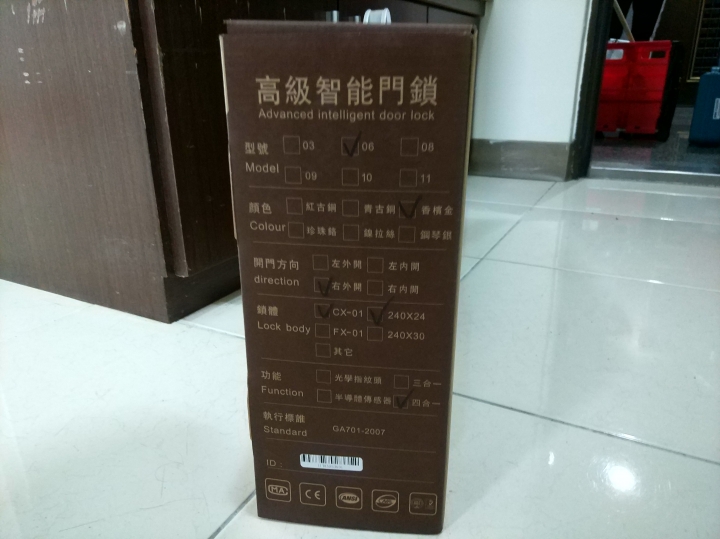 高級智能門鎖
Advanced intelligent door lock
型號 03 06 08
Model 09 10 11
顏色 紅古銅 青古銅 香檳金
Colour 珍珠鉻 鎳拉絲 鋼琴銀
開門方向 左外開 左內開
direction 右外開 右內開
鎖體 CX-01 240X24
Lock body FX-01 240X30
其它
功能 光學指紋頭 三合一
Function 半導體傳感器 四合一
執行標誰
Standard GA701-2007
ID:
MA CE ANSI